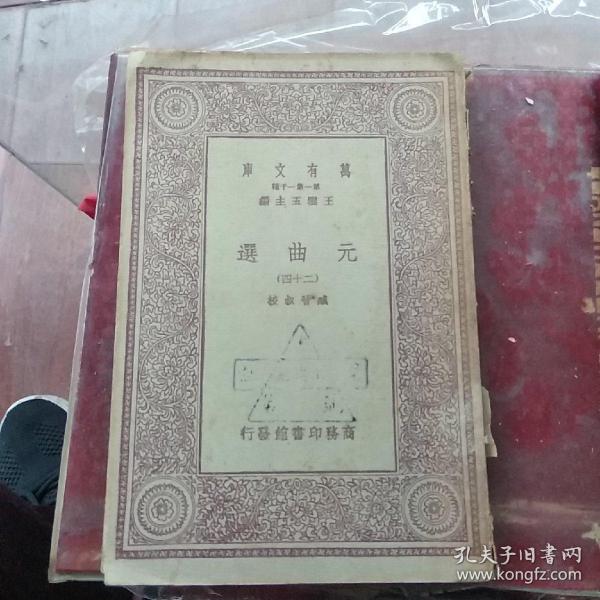 萬有文庫
第一集一千種
王雲五主編
元曲選
(二十四)
臧晉叔校
商務印書館發行
孔夫子旧书网
www.kongfz.com